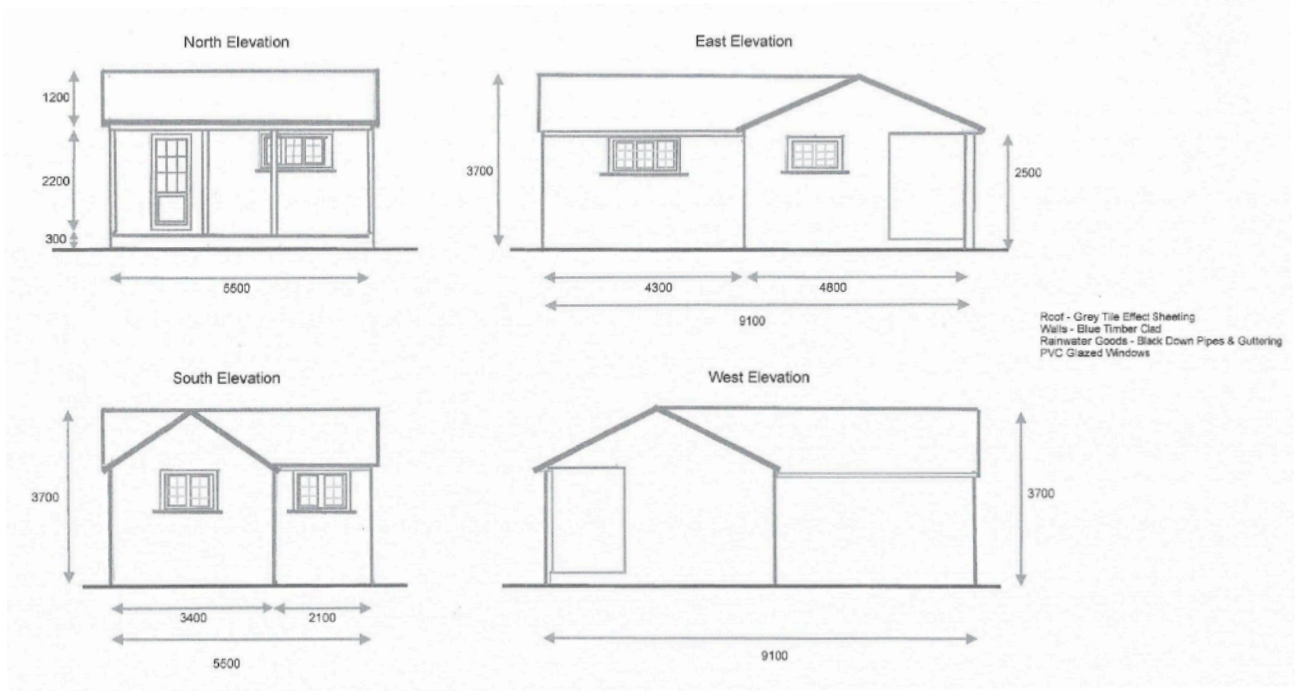 North Elevation
East Elevation
1200
2200
300
5500
3700
2500
4300
4800
9100
Roof - Grey Tile Effect Sheeting
Walls - Blue Timber Clad
Rainwater Goods - Black Down Pipes & Guttering
PVC Glazed Windows
South Elevation
West Elevation
3700
3700
3400
2100
5500
9100